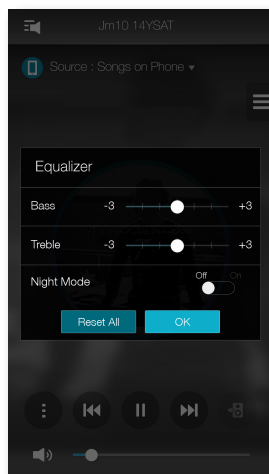 Jm10 14YSAT
Source : Songs on Phone
Equalizer
Bass -3 +3
Treble -3 +3
Night Mode Off On
Reset All OK